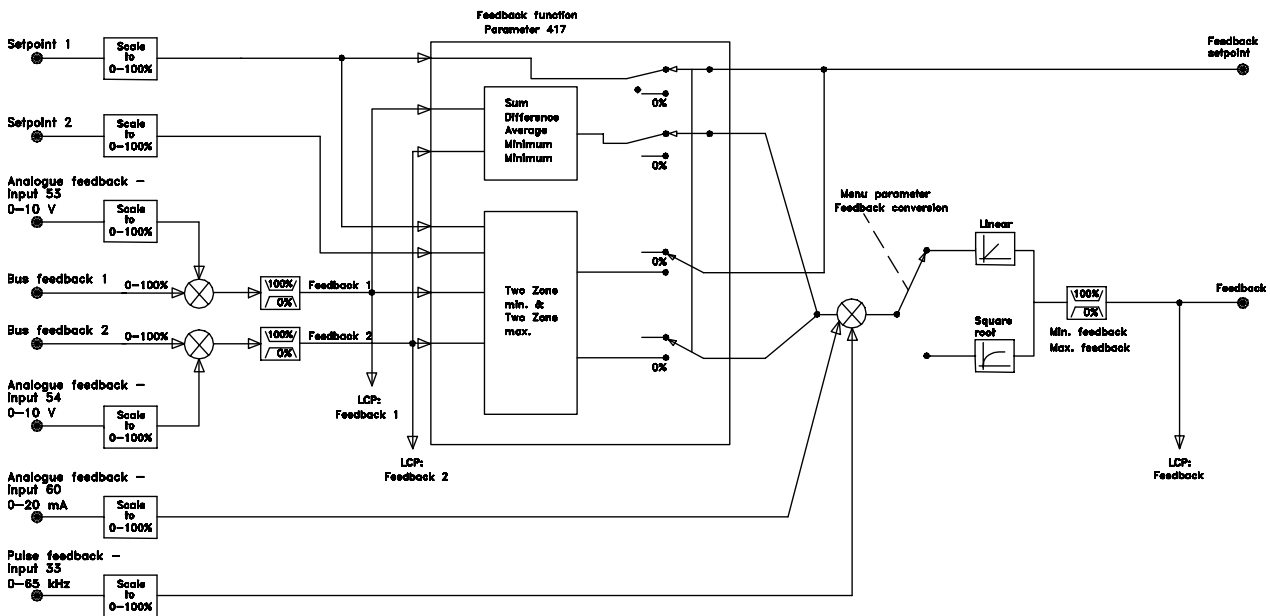 Feedback function
Parameter 417
Setpoint 1
Scale
to
0–100%
Feedback
setpoint
0%
Sum
Difference
Average
Minimum
Minimum
0%
Setpoint 2
Scale
to
0–100%
Analogue feedback –
input 53
0–10 V
Scale
to
0–100%
Menu parameter
Feedback conversion
Linear
0%
Bus feedback 1
0–100%
100%
0%
Feedback 1
Two Zone
min. &
Two Zone
max.
100%
0%
Feedback
Min. feedback
Max. feedback
Square
root
Bus feedback 2
0–100%
100%
0%
Feedback 2
0%
Analogue feedback –
input 54
0–10 V
Scale
to
0–100%
LCP:
Feedback 1
LCP:
Feedback 2
LCP:
Feedback
Analogue feedback –
input 60
0–20 mA
Scale
to
0–100%
Pulse feedback –
input 33
0–65 kHz
Scale
to
0–100%